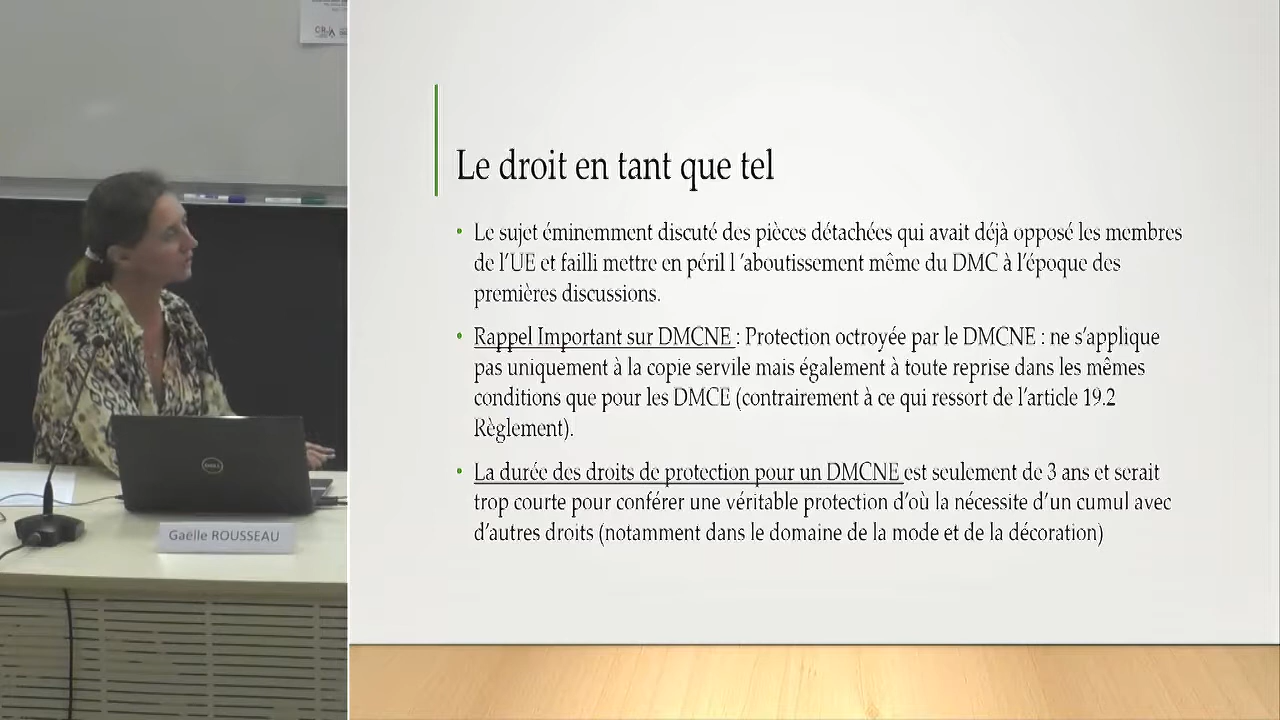 Le droit en tant que tel
• Le sujet éminemment discuté des pièces détachées qui avait déjà opposé les membres
de l'UE et failli mettre en péril l 'aboutissement même du DMC à l'époque des
premières discussions.
• Rappel Important sur DMCNE : Protection octroyée par le DMCNE : ne s'applique
pas uniquement à la copie servile mais également à toute reprise dans les mêmes
conditions que pour les DMCE (contrairement à ce qui ressort de l'article 19.2
Règlement).
• La durée des droits de protection pour un DMCNE est seulement de 3 ans et serait
trop courte pour conférer une véritable protection d'où la nécessite d'un cumul avec
d'autres droits (notamment dans le domaine de la mode et de la décoration)
DELL
Gaëlle ROUSSEAU